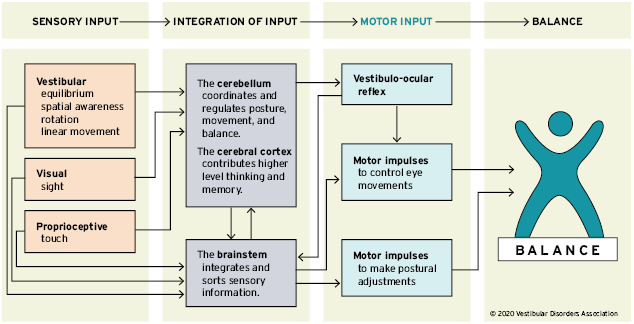 SENSORY INPUT
INTEGRATION OF INPUT
MOTOR INPUT
BALANCE
Vestibular
equilibrium
spatial awareness
rotation
linear movement
Visual
sight
Proprioceptive
touch
The cerebellum
coordinates and
regulates posture,
movement, and
balance.
The cerebral cortex
contributes higher
level thinking and
memory.
The brainstem
integrates and
sorts sensory
information.
Vestibulo-ocular
reflex
Motor impulses
to control eye
movements
Motor impulses
to make postural
adjustments
BALANCE
© 2020 Vestibular Disorders Association